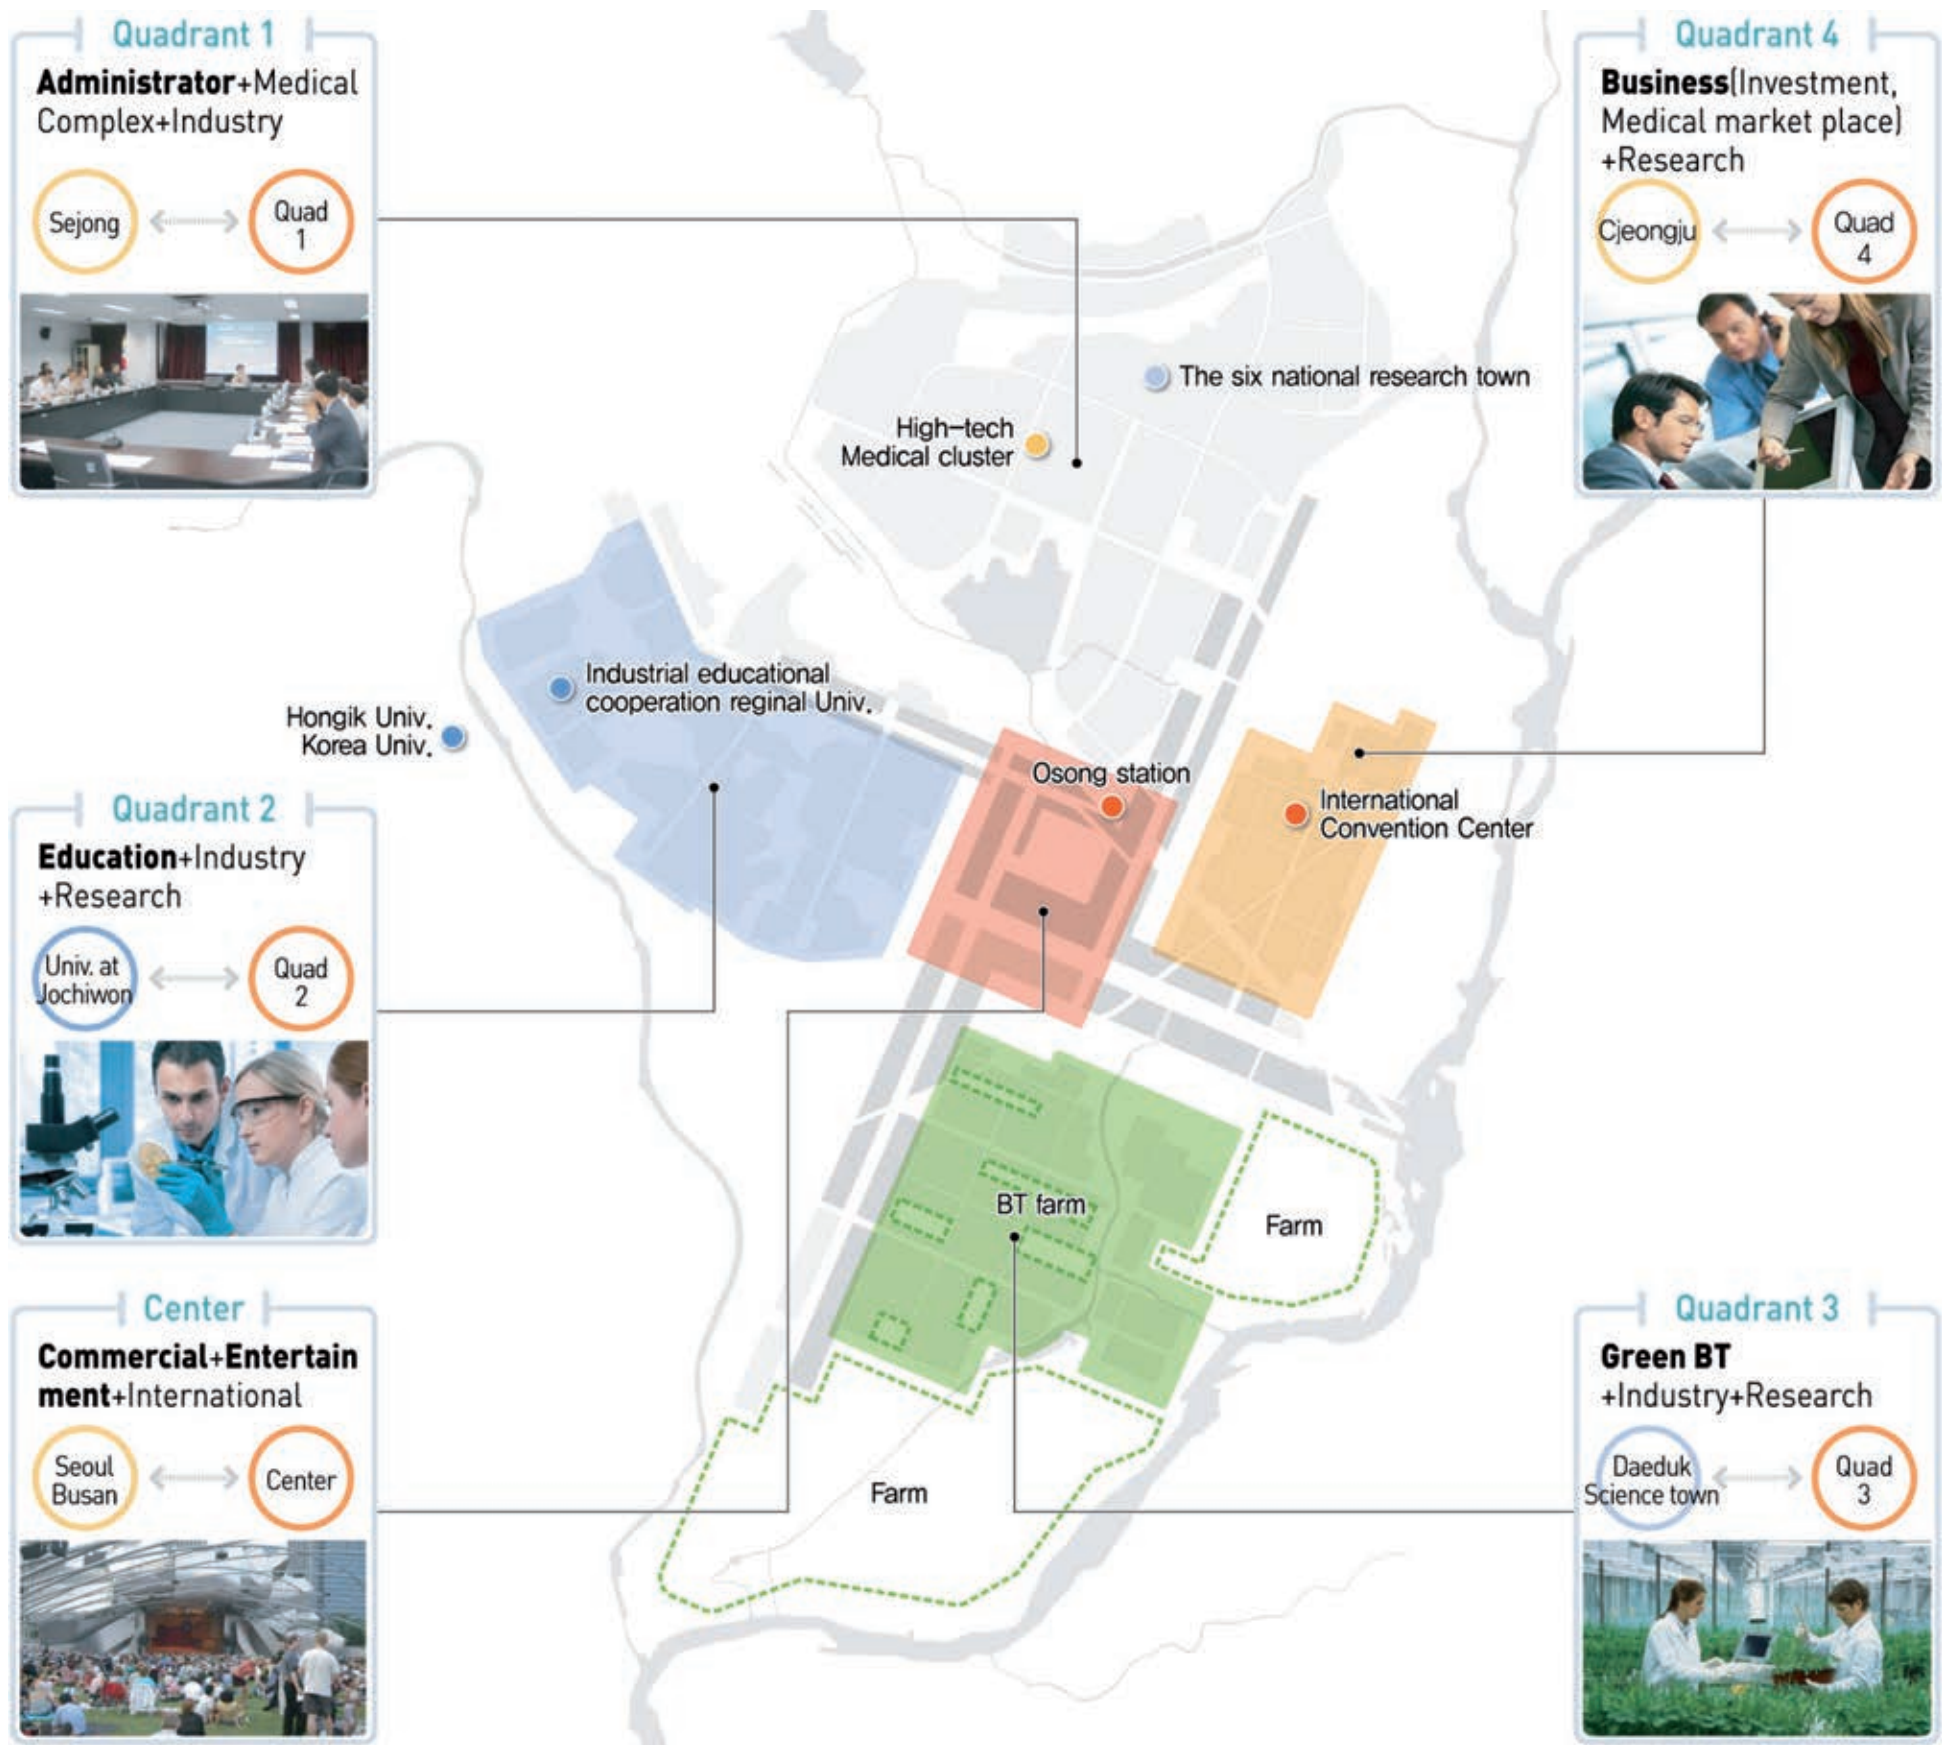 Quadrant 1
Administrator+Medical
Complex+Industry
Sejong
Quad
1
Quadrant 4
Business(Investment,
Medical market place)
+Research
Cjeongju
Quad
4
The six national research town
High-tech
Medical cluster
Industrial educational
cooperation reginal Univ.
Hongik Univ.
Korea Univ.
Osong station
International
Convention Center
Quadrant 2
Education+Industry
+Research
Univ. at
Jochiwon
Quad
2
BT farm
Farm
Center
Commercial+Entertain
ment+International
Seoul
Busan
Center
Farm
Quadrant 3
Green BT
+Industry+Research
Daeduk
Science town
Quad
3